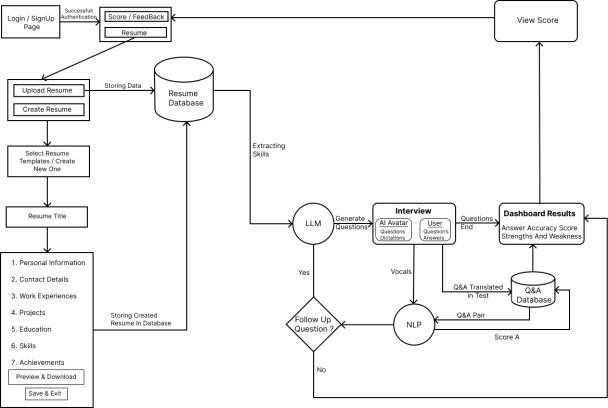 Login / SignUp
Page
Successfull
Authentication
Score / FeedBack
Resume
View Score
Upload Resume
Create Resume
Storing Data
Resume
Database
Extracting
Skills
Select Resume
Templates / Create
New One
Resume Title
1. Personal Information
2. Contact Details
3. Work Experiences
4. Projects
5. Education
6. Skills
7. Achievements
Preview & Download
Save & Exit
Storing Created
Resume In Database
LLM
Generate
Questions
Interview
AI Avatar
Questions
Dictations
User
Questions
Answers
Questions
End
Dashboard Results
Answer Accuracy Score
Strengths And Weakness
Yes
Vocals
Q&A Translated
in Test
Q&A
Database
Follow Up
Question ?
NLP
Q&A Pair
Score A
No